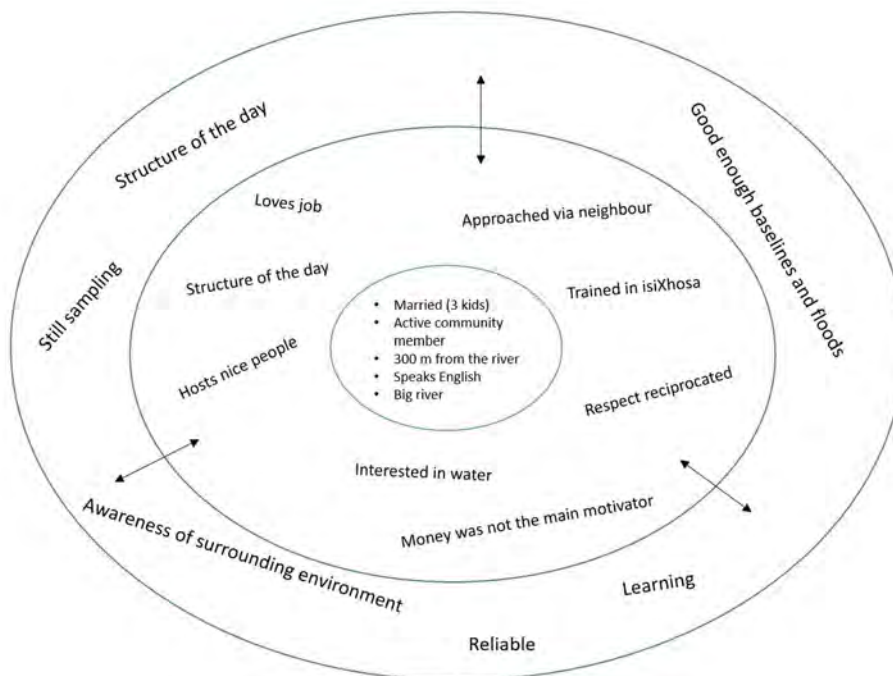 Structure of the day
Good enough baselines and floods
Still sampling
Loves job
Approached via neighbour
Structure of the day
Trained in isiXhosa
Hosts nice people
• Married (3 kids)
• Active community
member
• 300 m from the river
• Speaks English
• Big river
Respect reciprocated
Interested in water
Money was not the main motivator
Awareness of surrounding environment
Learning
Reliable